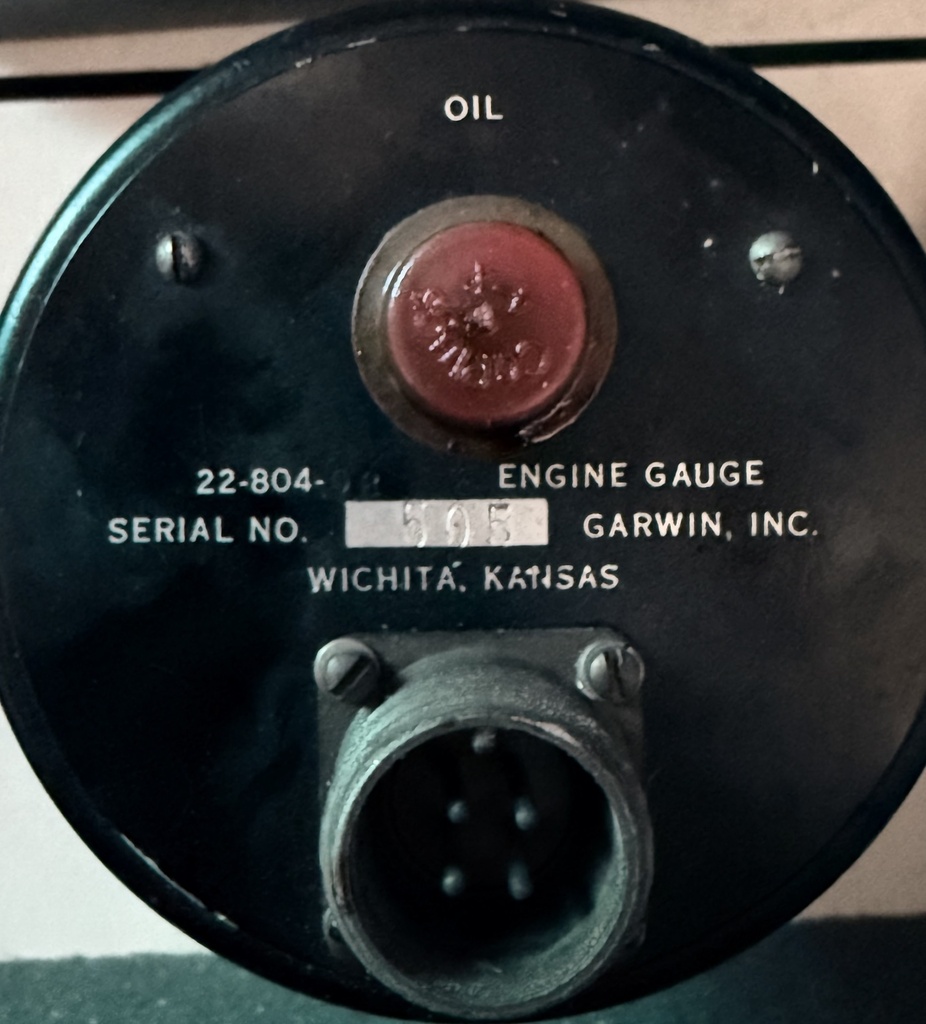 OIL
22-804- ENGINE GAUGE
SERIAL NO. GARWIN, INC.
WICHITA, KANSAS